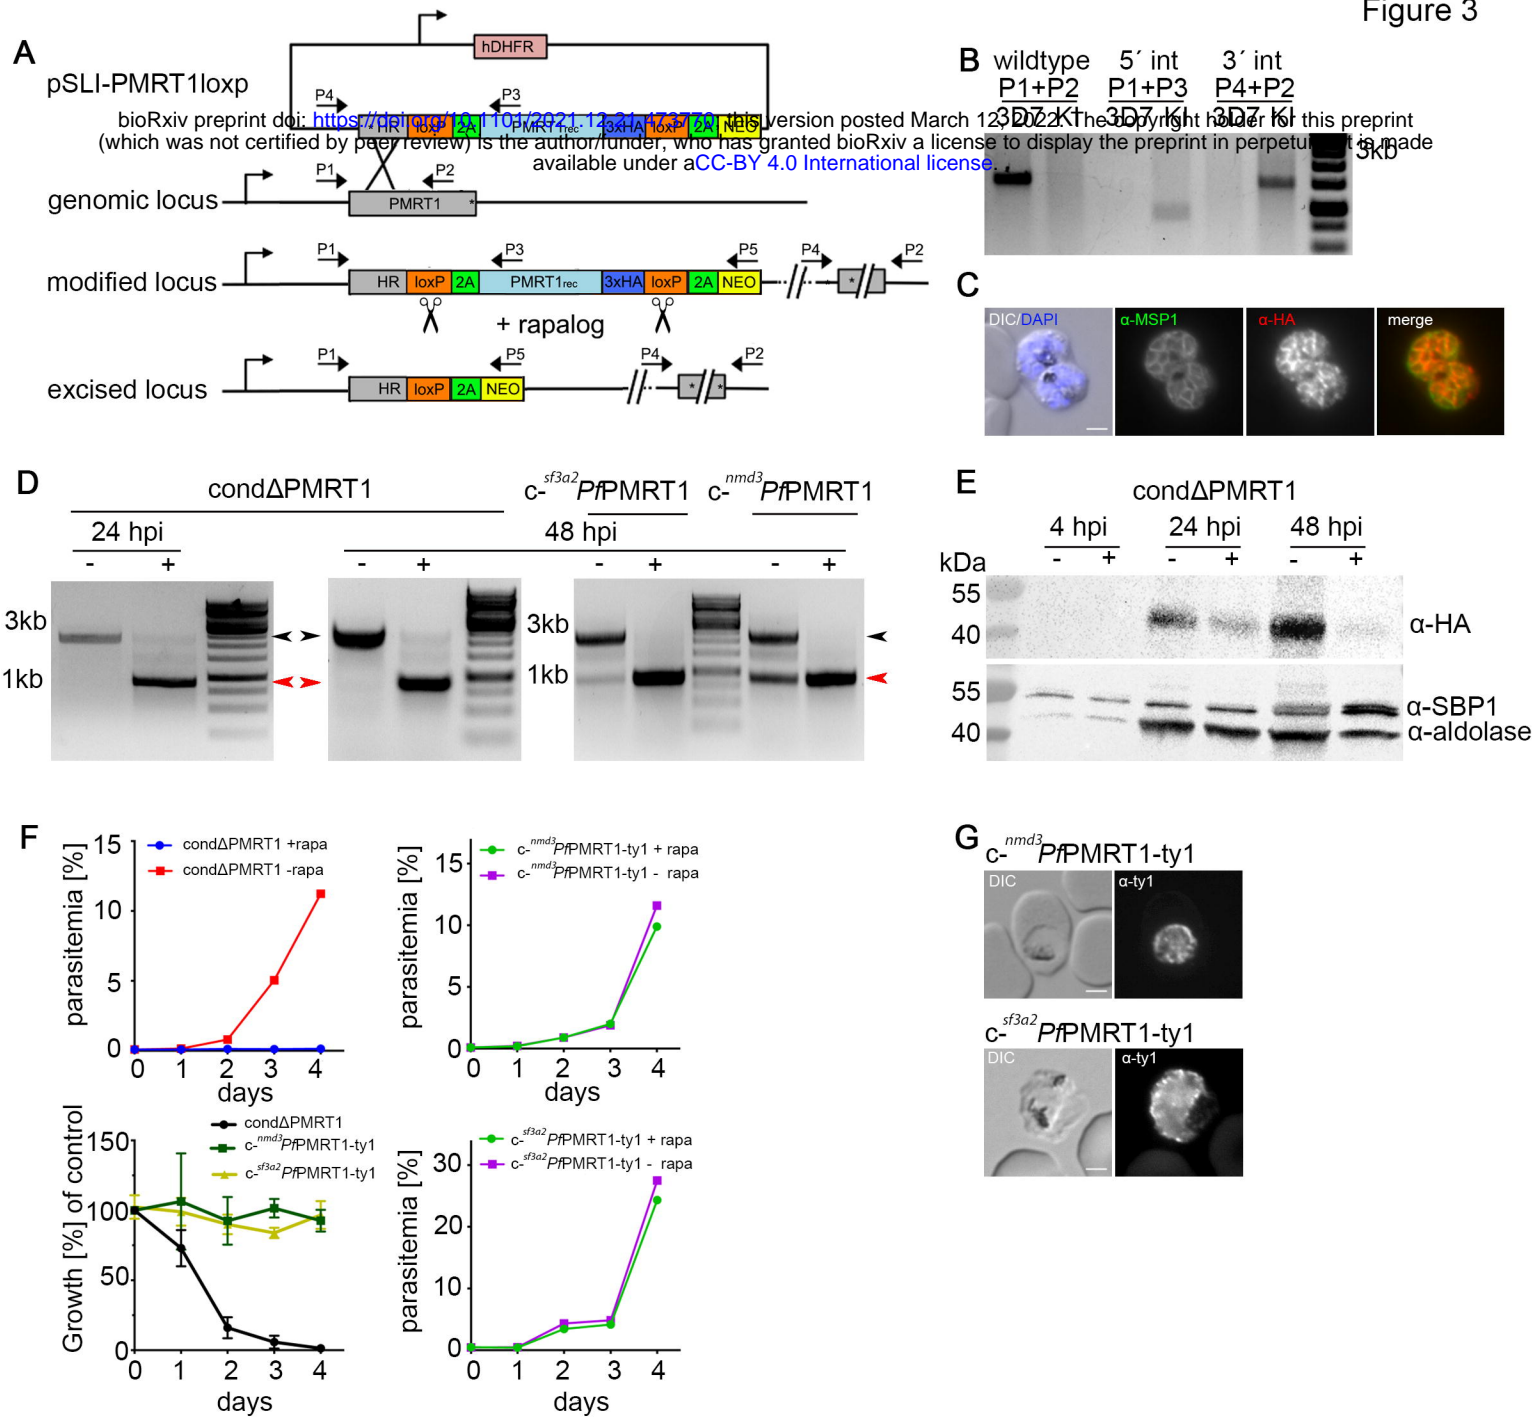 Figure 3
A
pSLI-PMRT1loxp
hDHFR
P4
P3
*HR loxP 2A PMRT1rec 3xHA loxP 2A NEO
bioRxiv preprint doi: https://doi.org/10.1101/2021.12.21.473770; this version posted March 12, 2022. The copyright holder for this preprint
(which was not certified by peer review) is the author/funder, who has granted bioRxiv a license to display the preprint in perpetuity. It is made
available under aCC-BY 4.0 International license.
P1
P2
genomic locus
PMRT1 *
P1 P3 P5 P4 P2
modified locus
HR loxP 2A PMRT1rec 3xHA loxP 2A NEO
* *
+ rapalog
P1 P5 P4 P2
excised locus
HR loxP 2A NEO
* *
B
wildtype 5´ int 3´ int
P1+P2 P1+P3 P4+P2
3D7 KI 3D7 KI 3D7 KI
3kb
C
DIC/DAPI α-MSP1 α-HA merge
D
condΔPMRT1 c-sf3a2PfPMRT1 c-nmd3PfPMRT1
24 hpi 48 hpi
- + - + - + - +
3kb 3kb
1kb 1kb
E
condΔPMRT1
4 hpi 24 hpi 48 hpi
kDa - + - + - +
55
40
α-HA
55
α-SBP1
40
α-aldolase
F
condΔPMRT1 +rapa
condΔPMRT1 -rapa
parasitemia [%]
15
10
5
0
0 1 2 3 4
days
c-nmd3PfPMRT1-ty1 + rapa
c-nmd3PfPMRT1-ty1 - rapa
parasitemia [%]
15
10
5
0
0 1 2 3 4
days
condΔPMRT1
c-nmd3PfPMRT1-ty1
c-sf3a2PfPMRT1-ty1
Growth [%] of control
150
100
50
0
0 1 2 3 4
days
c-sf3a2PfPMRT1-ty1 + rapa
c-sf3a2PfPMRT1-ty1 - rapa
parasitemia [%]
30
20
10
0
0 1 2 3 4
days
G
c-nmd3PfPMRT1-ty1
DIC α-ty1
c-sf3a2PfPMRT1-ty1
DIC α-ty1